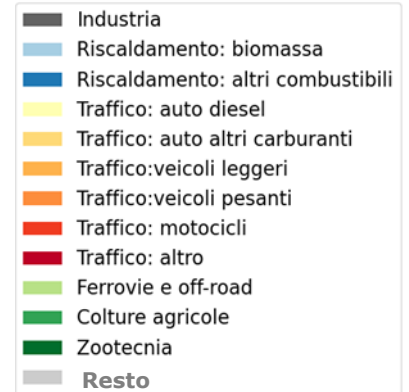 Industria
Riscaldamento: biomassa
Riscaldamento: altri combustibili
Traffico: auto diesel
Traffico: auto altri carburanti
Traffico:veicoli leggeri
Traffico:veicoli pesanti
Traffico: motocicli
Traffico: altro
Ferrovie e off-road
Colture agricole
Zootecnia
Resto